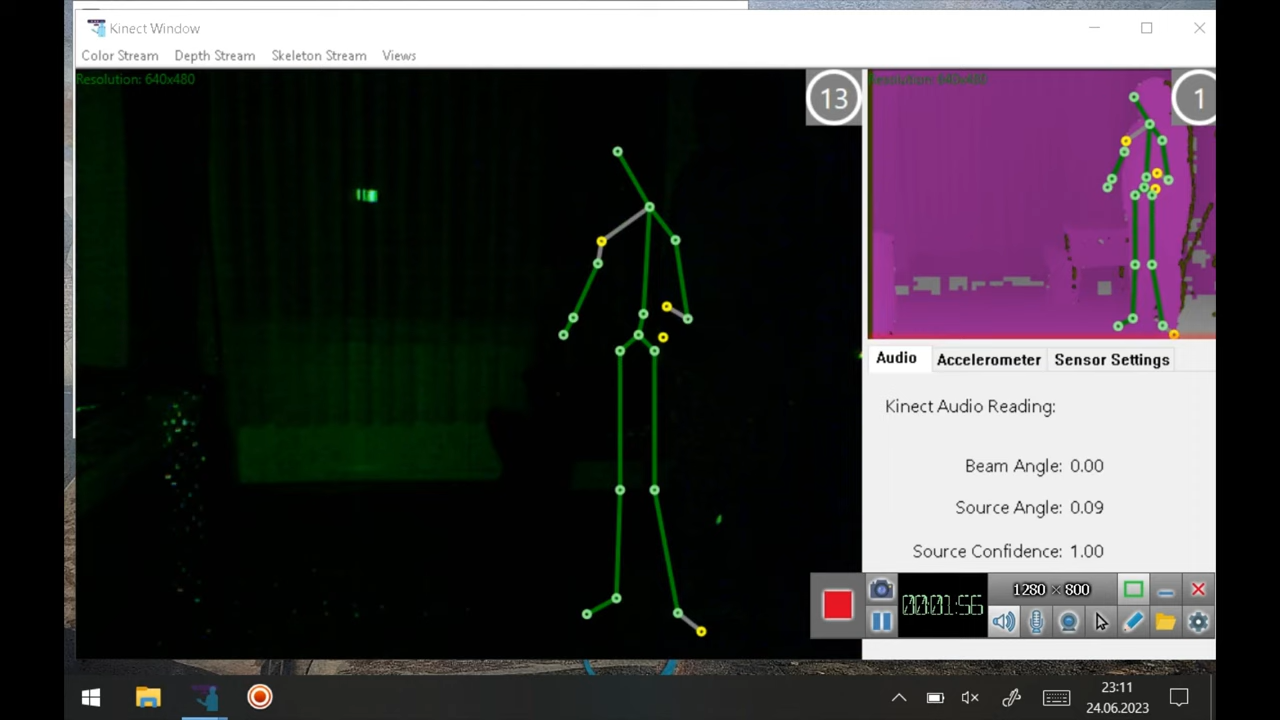 Kinect Window
Color Stream Depth Stream Skeleton Stream Views
Resolution: 640x480
13
Resolution: 640x480
1
Audio Accelerometer Sensor Settings
Kinect Audio Reading:
Beam Angle: 0.00
Source Angle: 0.09
Source Confidence: 1.00
1280 × 800
00:01:56
23:11
24.06.2023